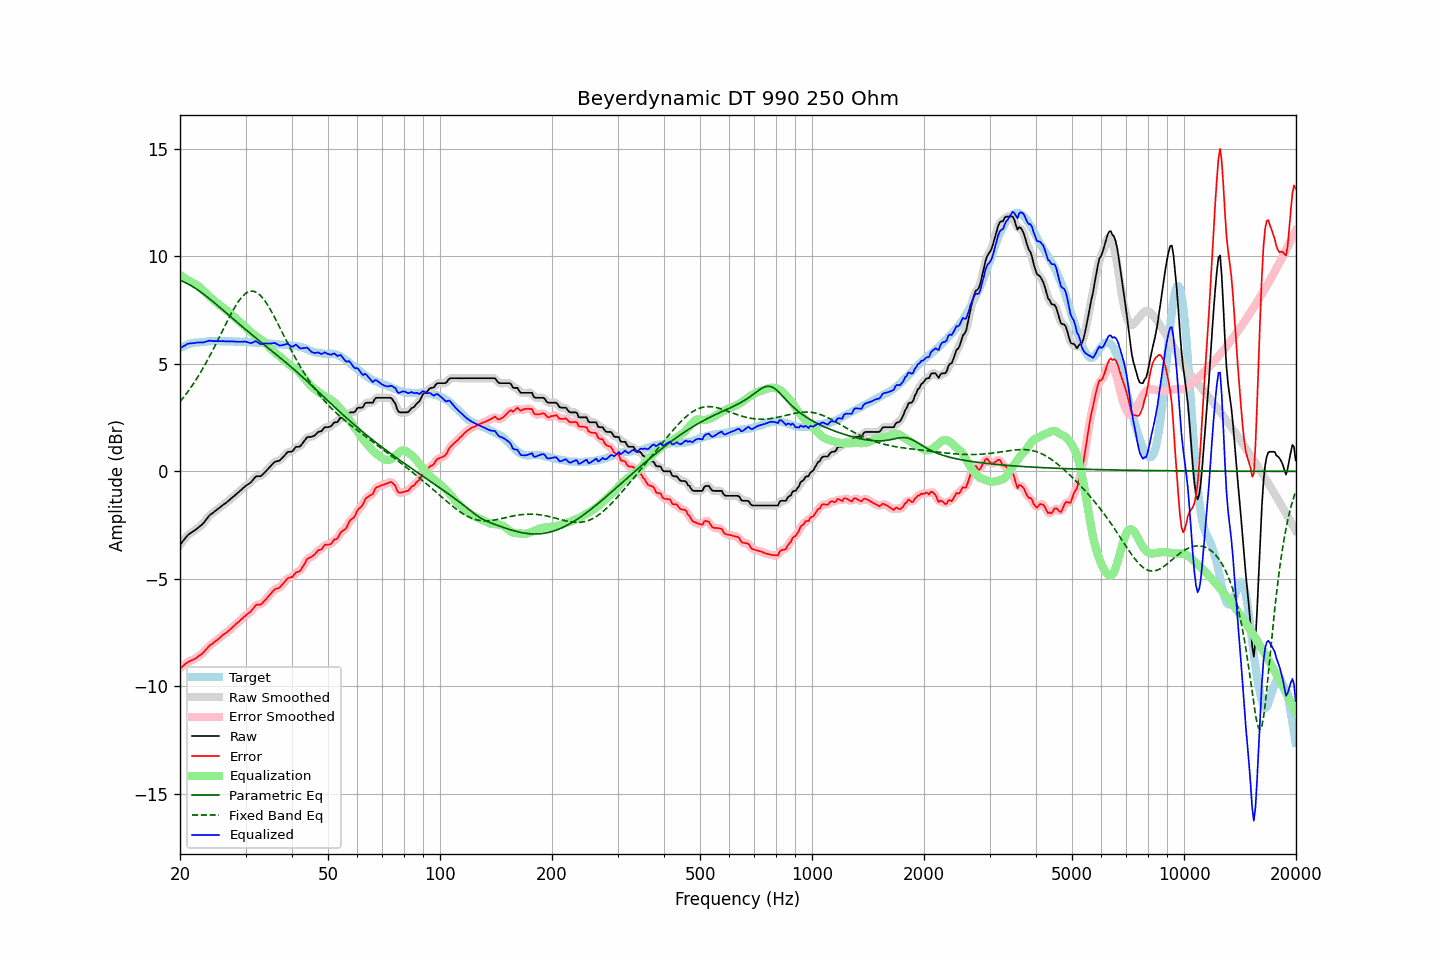 Beyerdynamic DT 990 250 Ohm
Amplitude (dBr)
15
10
5
0
−5
−10
−15
Target
Raw Smoothed
Error Smoothed
Raw
Error
Equalization
Parametric Eq
Fixed Band Eq
Equalized
20 50 100 200 500 1000 2000 5000 10000 20000
Frequency (Hz)